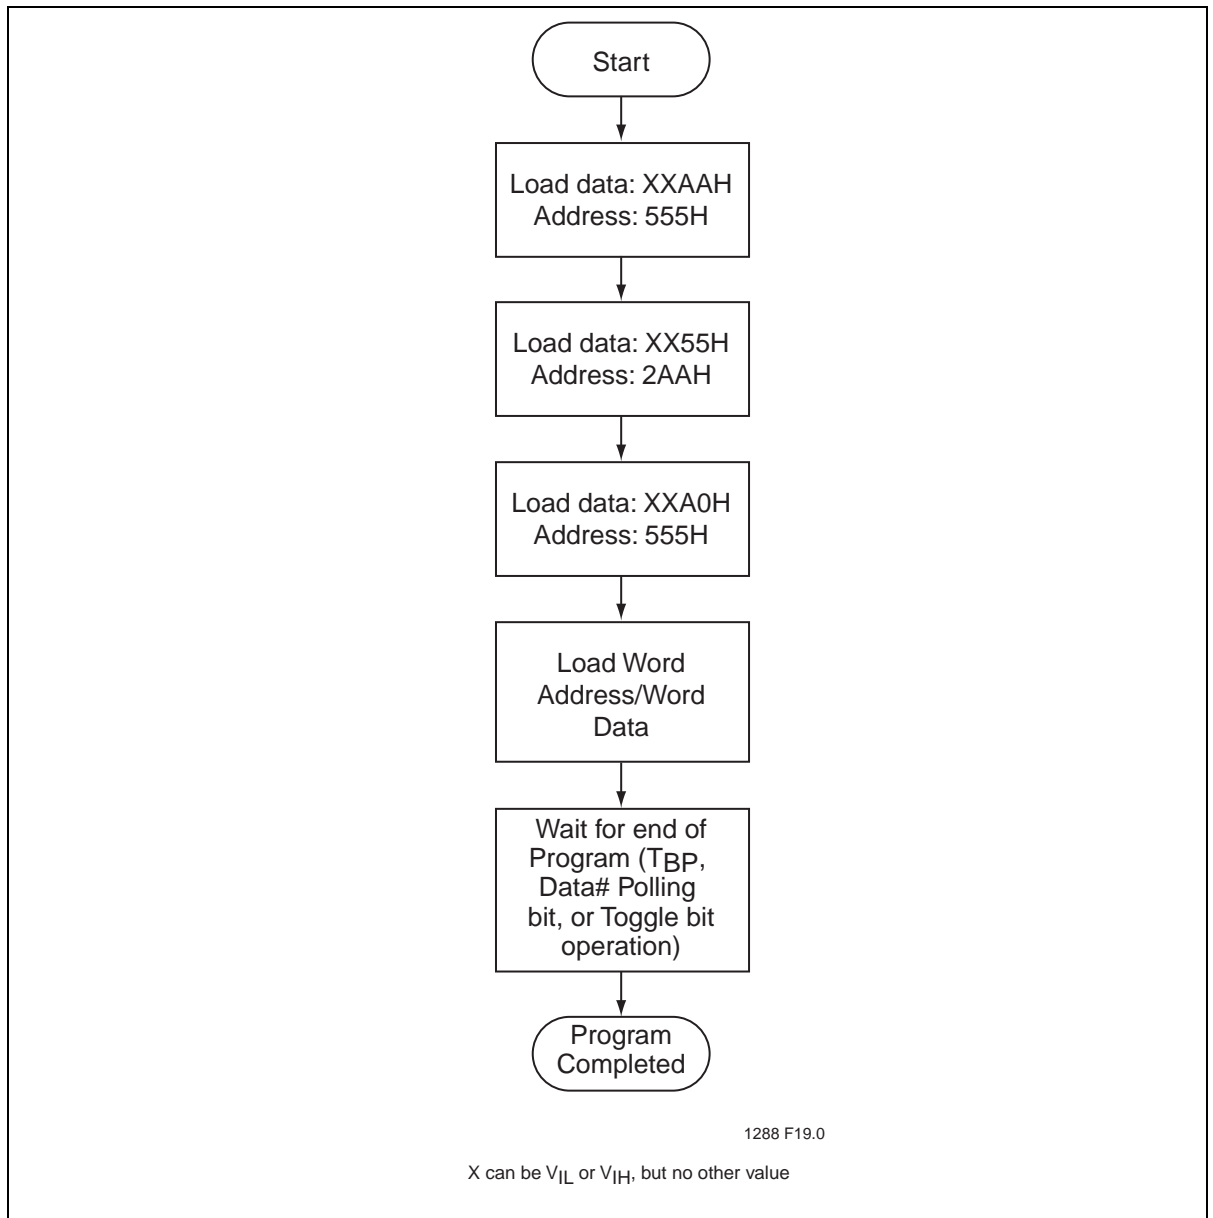 Start
Load data: XXAAH
Address: 555H
Load data: XX55H
Address: 2AAH
Load data: XXA0H
Address: 555H
Load Word
Address/Word
Data
Wait for end of
Program (TBP,
Data# Polling
bit, or Toggle bit
operation)
Program
Completed
1288 F19.0
X can be VIL or VIH, but no other value